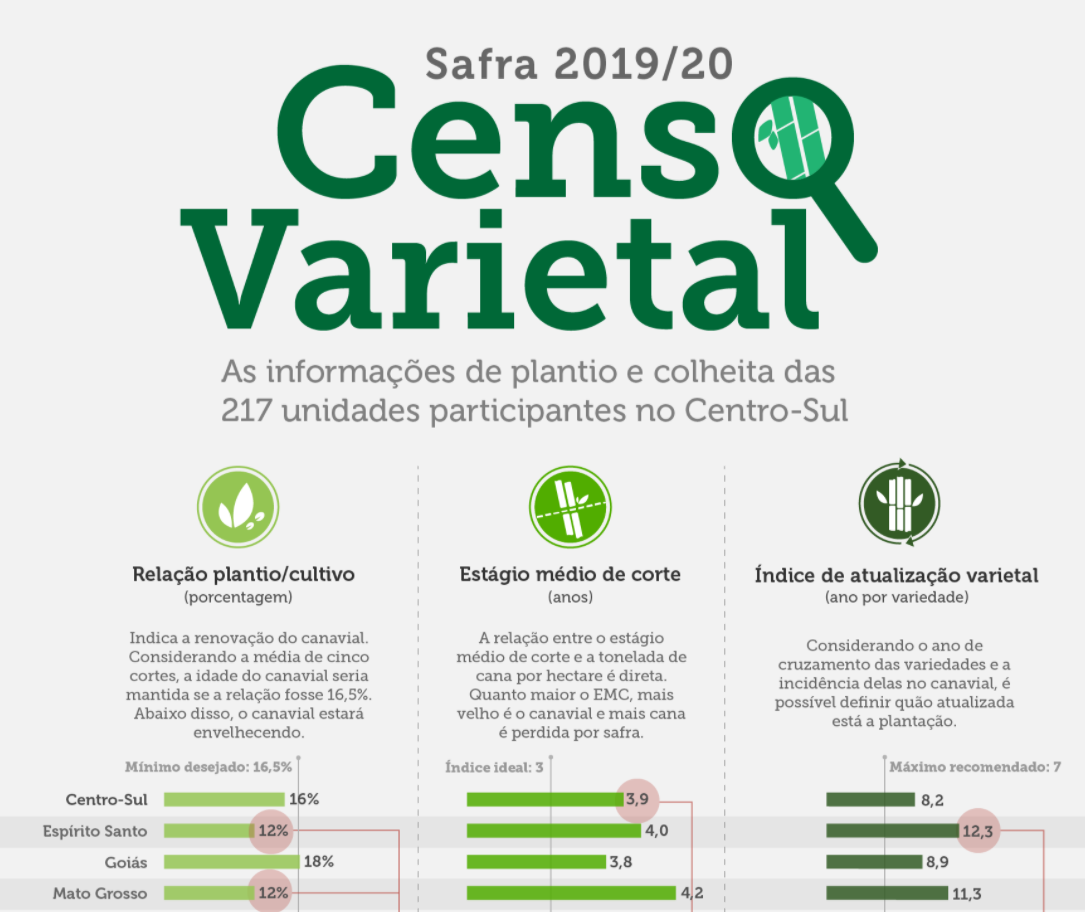 Safra 2019/20
Censo
Varietal
As informações de plantio e colheita das
217 unidades participantes no Centro-Sul
Relação plantio/cultivo
(porcentagem)
Indica a renovação do canavial.
Considerando a média de cinco
cortes, a idade do canavial seria
mantida se a relação fosse 16,5%.
Abaixo disso, o canavial estará
envelhecendo.
Estágio médio de corte
(anos)
A relação entre o estágio
médio de corte e a tonelada de
cana por hectare é direta.
Quanto maior o EMC, mais
velho é o canavial e mais cana
é perdida por safra.
Índice de atualização varietal
(ano por variedade)
Considerando o ano de
cruzamento das variedades e a
incidência delas no canavial, é
possível definir quão atualizada
está a plantação.
Mínimo desejado: 16,5% Índice ideal: 3 Máximo recomendado: 7
Centro-Sul 16% 3,9 8,2
Espírito Santo 12% 4,0 12,3
Goiás 18% 3,8 8,9
Mato Grosso 12% 4,2 11,3